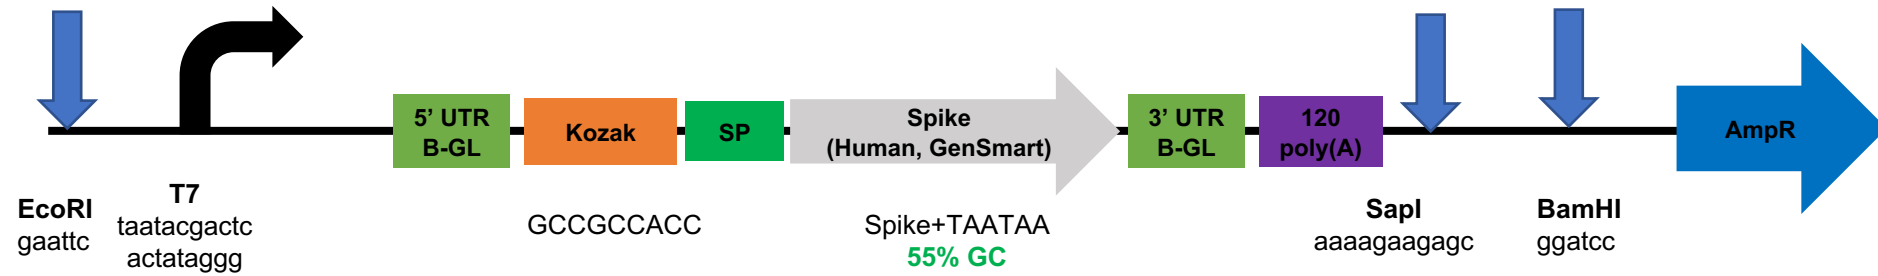 5' UTR
B-GL
Kozak
SP
Spike
(Human, GenSmart)
3' UTR
B-GL
120
poly(A)
AmpR
EcoRI
gaattc
T7
taatacgactc
actataggg
GCCGCCACC
Spike+TAATAA
55% GC
SapI
aaaagaagagc
BamHI
ggatcc